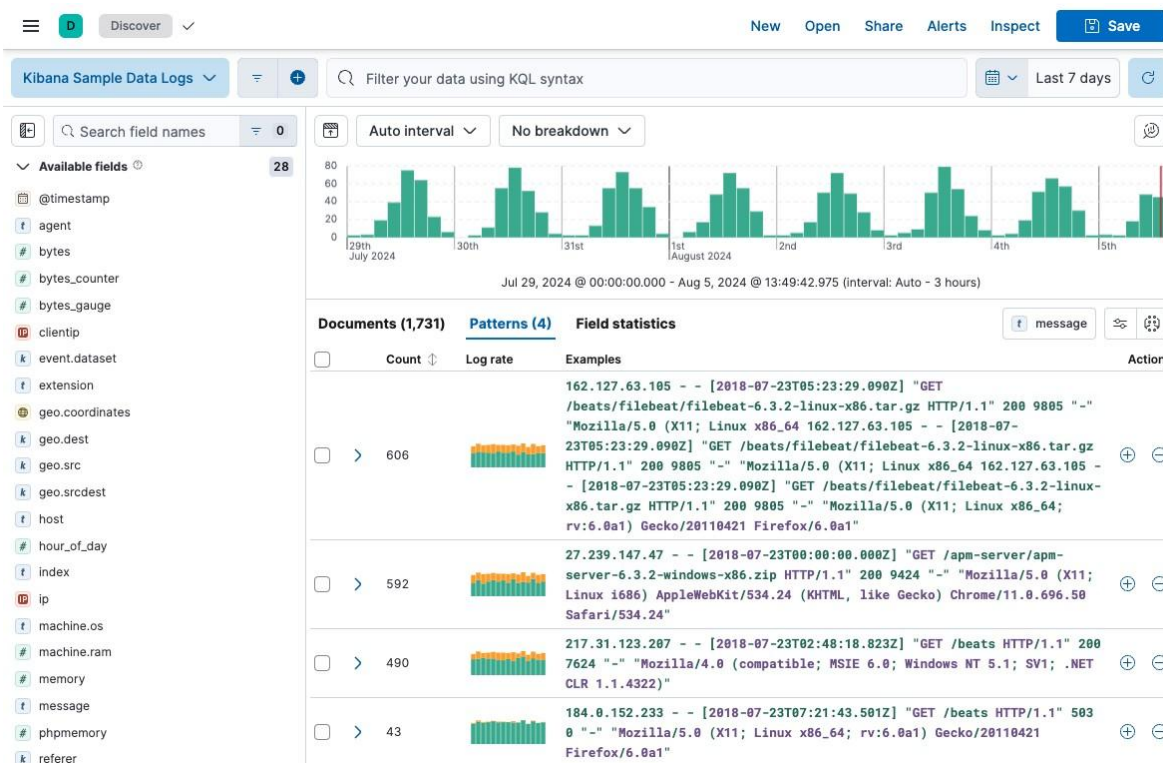 D Discover New Open Share Alerts Inspect Save
Kibana Sample Data Logs Filter your data using KQL syntax Last 7 days
Search field names 0 Auto interval No breakdown
Available fields 28
@timestamp
t agent
# bytes
# bytes_counter
# bytes_gauge
IP clientip
k event.dataset
t extension
geo.coordinates
k geo.dest
k geo.src
k geo.srcdest
t host
# hour_of_day
t index
IP ip
t machine.os
# machine.ram
# memory
t message
# phpmemory
k referer
80
60
40
20
0
29th 30th 31st 1st 2nd 3rd 4th 5th
July 2024 August 2024
Jul 29, 2024 @ 00:00:00.000 - Aug 5, 2024 @ 13:49:42.975 (interval: Auto - 3 hours)
Documents (1,731) Patterns (4) Field statistics t message
Count Log rate Examples Action
606
162.127.63.105 - - [2018-07-23T05:23:29.090Z] "GET
/beats/filebeat/filebeat-6.3.2-linux-x86.tar.gz HTTP/1.1" 200 9805 "-"
"Mozilla/5.0 (X11; Linux x86_64 162.127.63.105 - - [2018-07-
23T05:23:29.090Z] "GET /beats/filebeat/filebeat-6.3.2-linux-x86.tar.gz
HTTP/1.1" 200 9805 "-" "Mozilla/5.0 (X11; Linux x86_64 162.127.63.105 -
- [2018-07-23T05:23:29.090Z] "GET /beats/filebeat/filebeat-6.3.2-linux-
x86.tar.gz HTTP/1.1" 200 9805 "-" "Mozilla/5.0 (X11; Linux x86_64;
rv:6.0a1) Gecko/20110421 Firefox/6.0a1"
592
27.239.147.47 - - [2018-07-23T00:00:00.000Z] "GET /apm-server/apm-
server-6.3.2-windows-x86.zip HTTP/1.1" 200 9424 "-" "Mozilla/5.0 (X11;
Linux i686) AppleWebKit/534.24 (KHTML, like Gecko) Chrome/11.0.696.50
Safari/534.24"
490
217.31.123.207 - - [2018-07-23T02:48:18.823Z] "GET /beats HTTP/1.1" 200
7624 "-" "Mozilla/4.0 (compatible; MSIE 6.0; Windows NT 5.1; SV1; .NET
CLR 1.1.4322)"
43
184.0.152.233 - - [2018-07-23T07:21:43.501Z] "GET /beats HTTP/1.1" 503
0 "-" "Mozilla/5.0 (X11; Linux x86_64; rv:6.0a1) Gecko/20110421
Firefox/6.0a1"